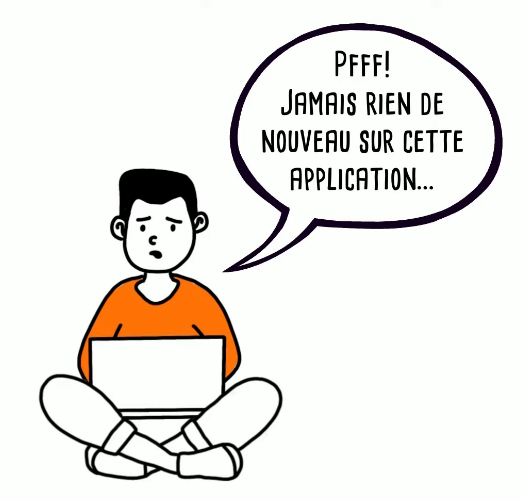 Pfff!
Jamais rien de
nouveau sur cette
application...